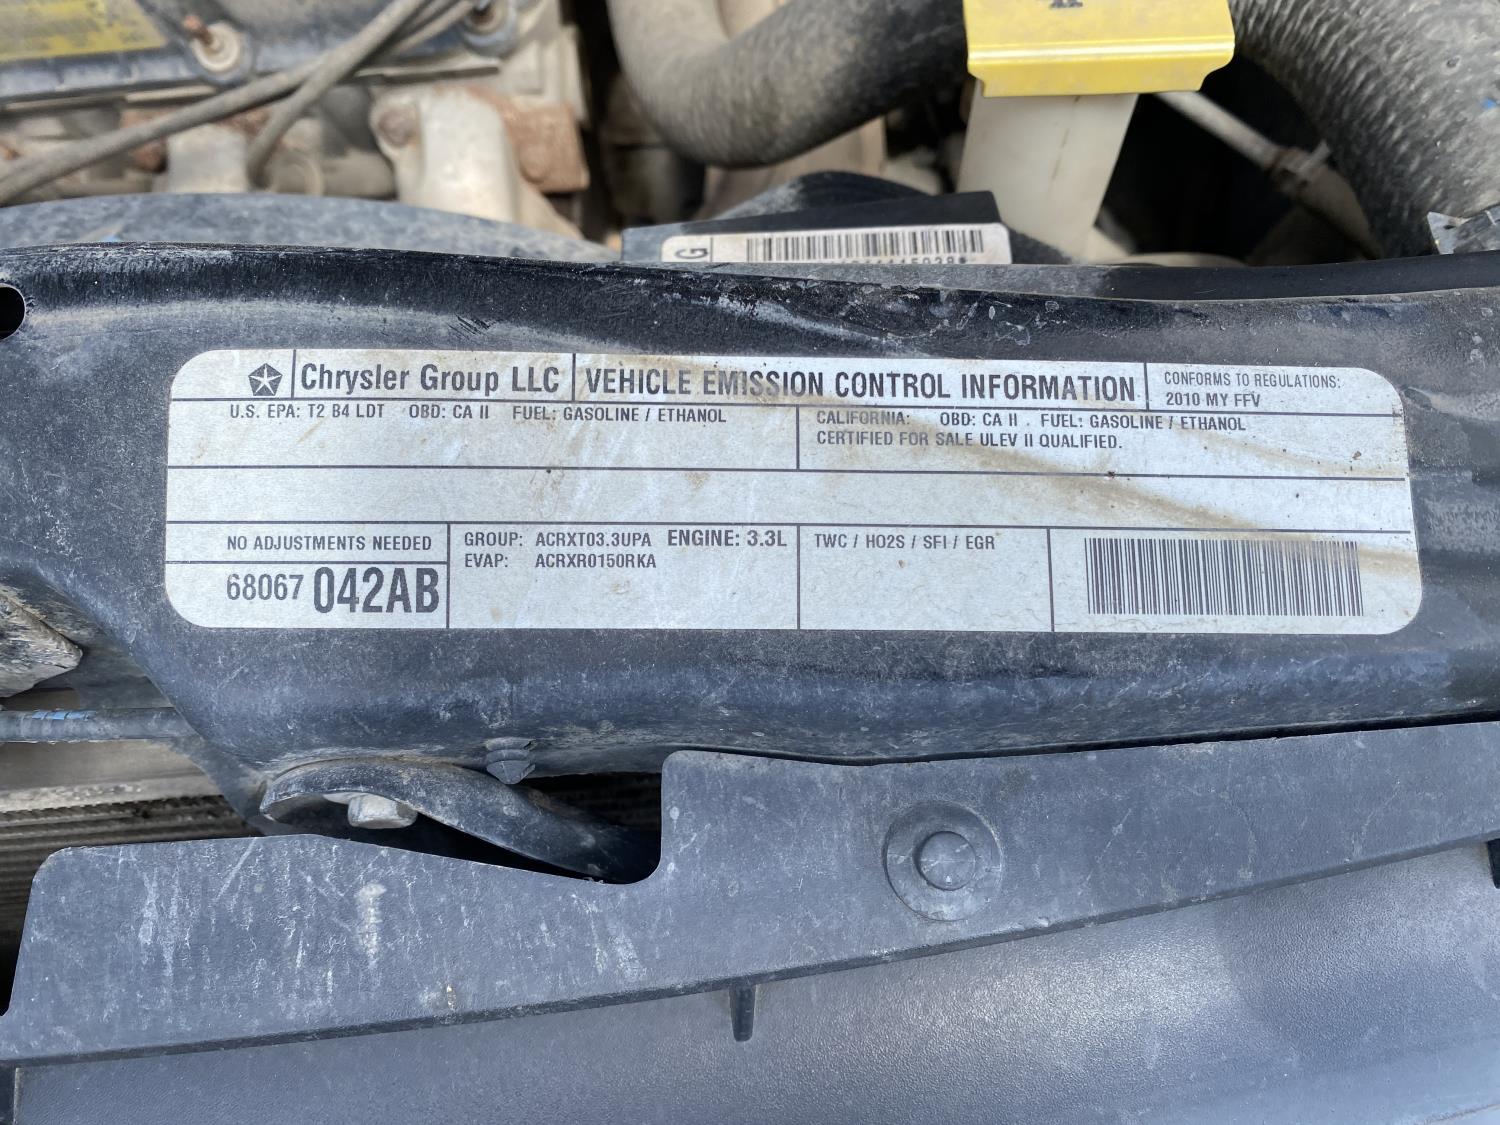 G
Chrysler Group LLC
VEHICLE EMISSION CONTROL INFORMATION
CONFORMS TO REGULATIONS:
2010 MY FFV
U.S. EPA: T2 B4 LDT OBD: CA II FUEL: GASOLINE / ETHANOL
CALIFORNIA: OBD: CA II . FUEL: GASOLINE / ETHANOL
CERTIFIED FOR SALE ULEV II QUALIFIED.
NO ADJUSTMENTS NEEDED
68067 042AB
GROUP: ACRXT03.3UPA ENGINE: 3.3L
EVAP: ACRXR0150RKA
TWC / HO2S / SFI / EGR